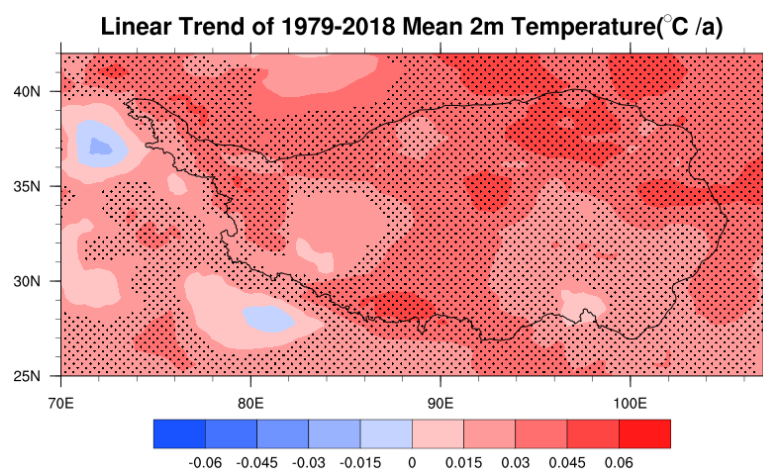 Linear Trend of 1979-2018 Mean 2m Temperature(°C /a)
40N
35N
30N
25N
70E 80E 90E 100E
-0.06 -0.045 -0.03 -0.015 0 0.015 0.03 0.045 0.06